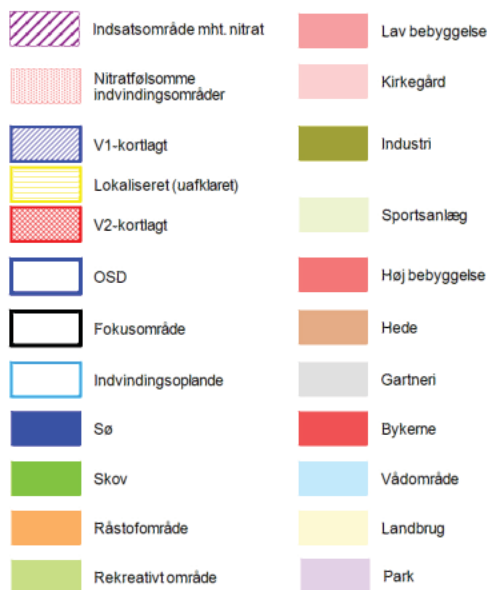 Indsatsområde mht. nitrat
Nitratfølsomme
indvindingsområder
V1-kortlagt
Lokaliseret (uafklaret)
V2-kortlagt
OSD
Fokusområde
Indvindingsoplande
Sø
Skov
Råstofområde
Rekreativt område
Lav bebyggelse
Kirkegård
Industri
Sportsanlæg
Høj bebyggelse
Hede
Gartneri
Bykerne
Vådområde
Landbrug
Park